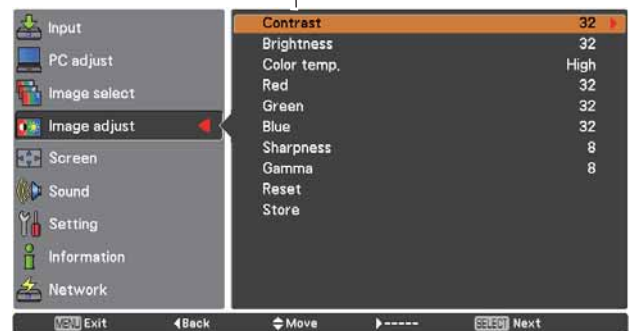 Input
PC adjust
Image select
Image adjust
Screen
Sound
Setting
Information
Network
Contrast 32
Brightness 32
Color temp. High
Red 32
Green 32
Blue 32
Sharpness 8
Gamma 8
Reset
Store
MENU Exit ◀Back Move ▶----- SELECT Next